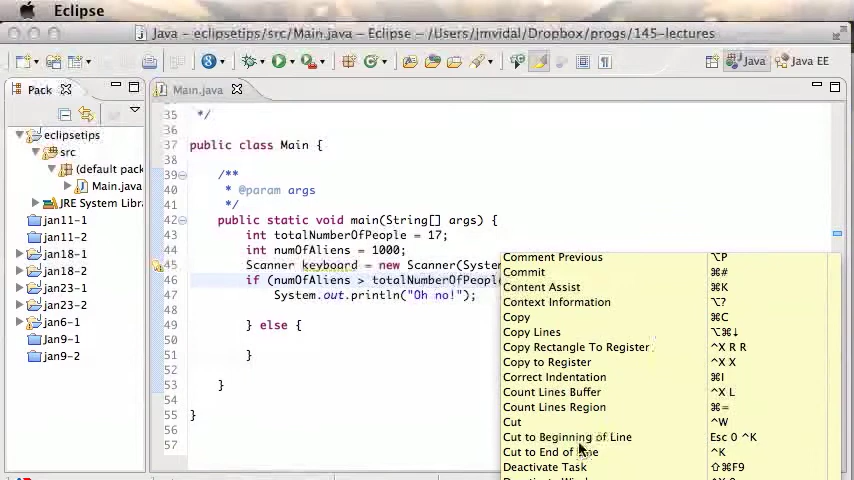 Eclipse
Java – eclipsetips/src/Main.java – Eclipse – /Users/jmvidal/Dropbox/progs/145-lectures
Java
Java EE
Pack
Main.java
eclipsetips
src
(default pack
Main.java
JRE System Libra
jan11-1
jan11-2
jan18-1
jan18-2
jan23-1
jan23-2
jan6-1
Jan9-1
jan9-2
35 */
36
37 public class Main {
38
39 /**
40 * @param args
41 */
42 public static void main(String[] args) {
43 int totalNumberOfPeople = 17;
44 int numOfAliens = 1000;
45 Scanner keyboard = new Scanner(System
46 if (numOfAliens > totalNumberOfPeople
47 System.out.println("Oh no!");
48
49 } else {
50
51 }
52
53 }
54
55 }
56
57
Comment Previous ⌥P
Commit ⌘#
Content Assist ⌘K
Context Information ⌥?
Copy ⌘C
Copy Lines ⌥⌘↓
Copy Rectangle To Register ^X R R
Copy to Register ^X X
Correct Indentation ⌘I
Count Lines Buffer ^X L
Count Lines Region ⌘=
Cut ^W
Cut to Beginning of Line Esc 0 ^K
Cut to End of Line ^K
Deactivate Task ⇧⌘F9